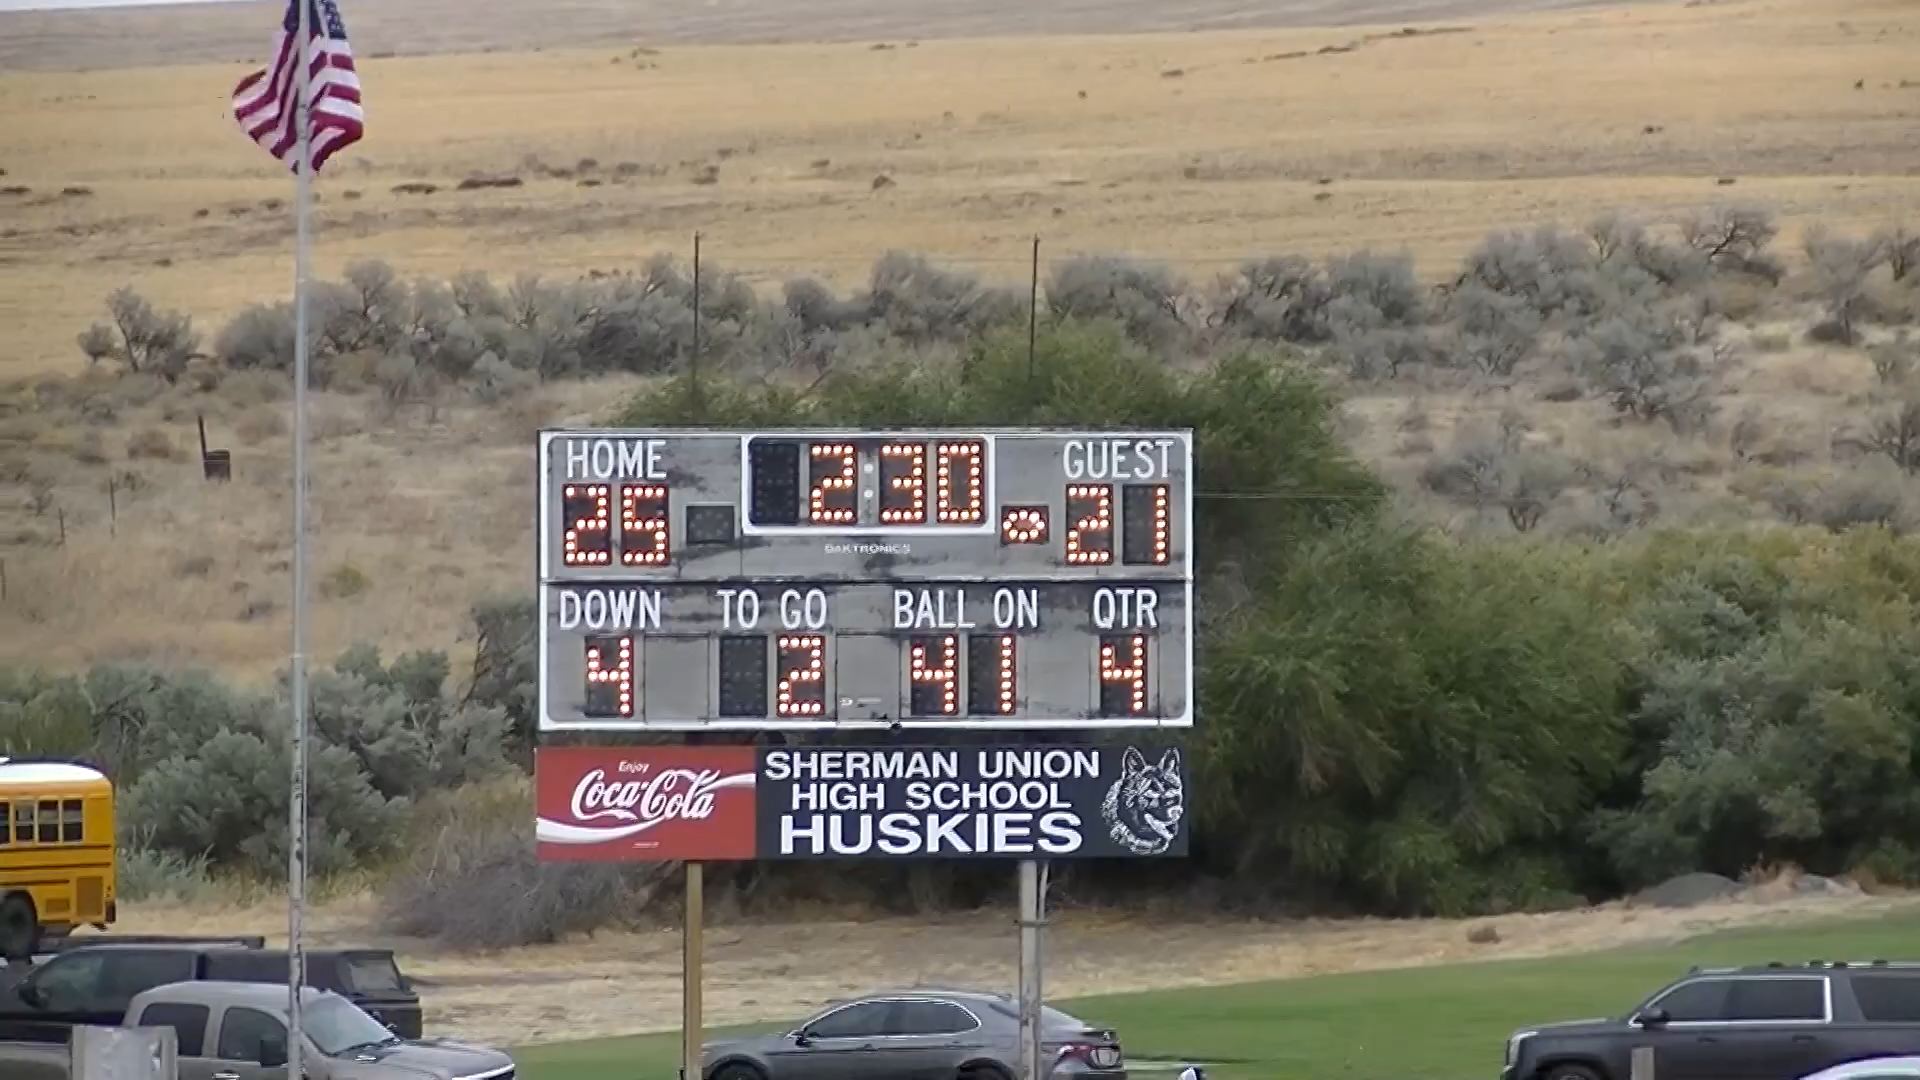 HOME 2:30 GUEST
25 21
DAKTRONICS
DOWN TO GO BALL ON QTR
4 2 41 4
Enjoy
Coca-Cola
SHERMAN UNION
HIGH SCHOOL
HUSKIES